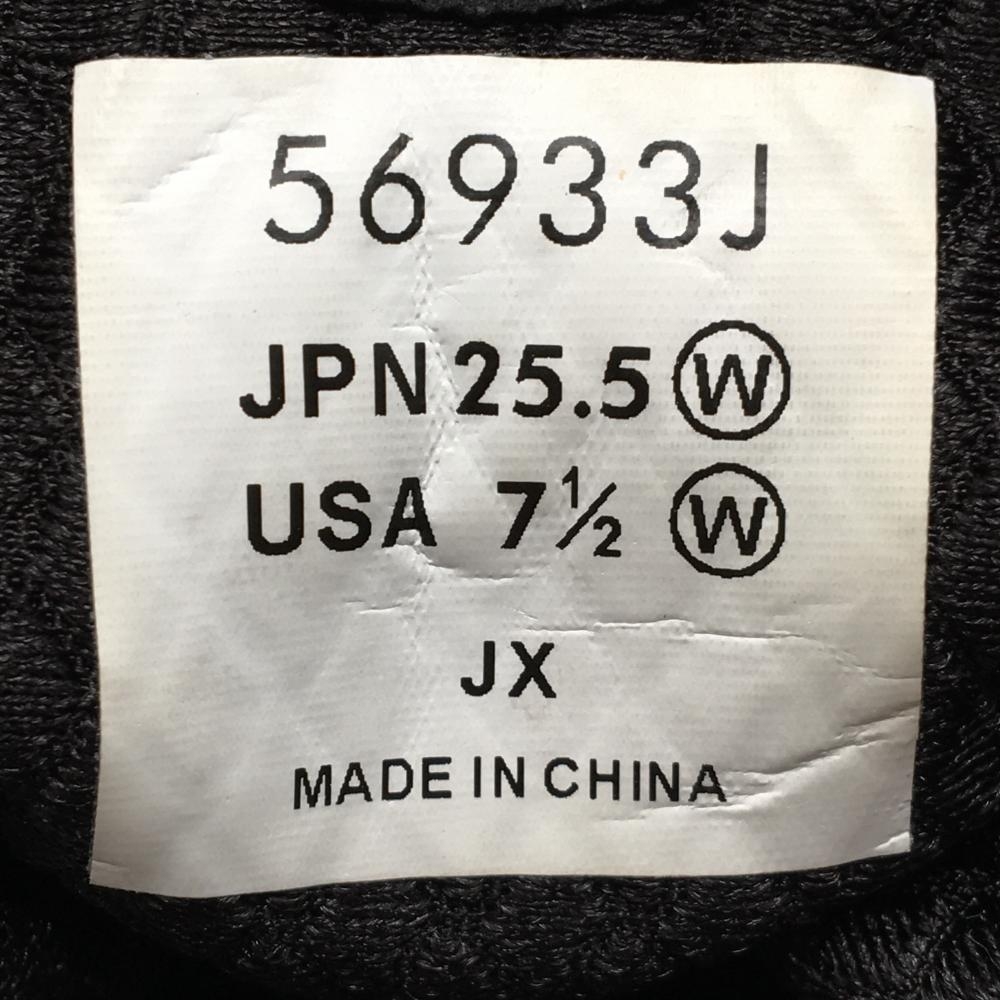 56933J
JPN 25.5 Ⓦ
USA 7½ Ⓦ
JX
MADE IN CHINA